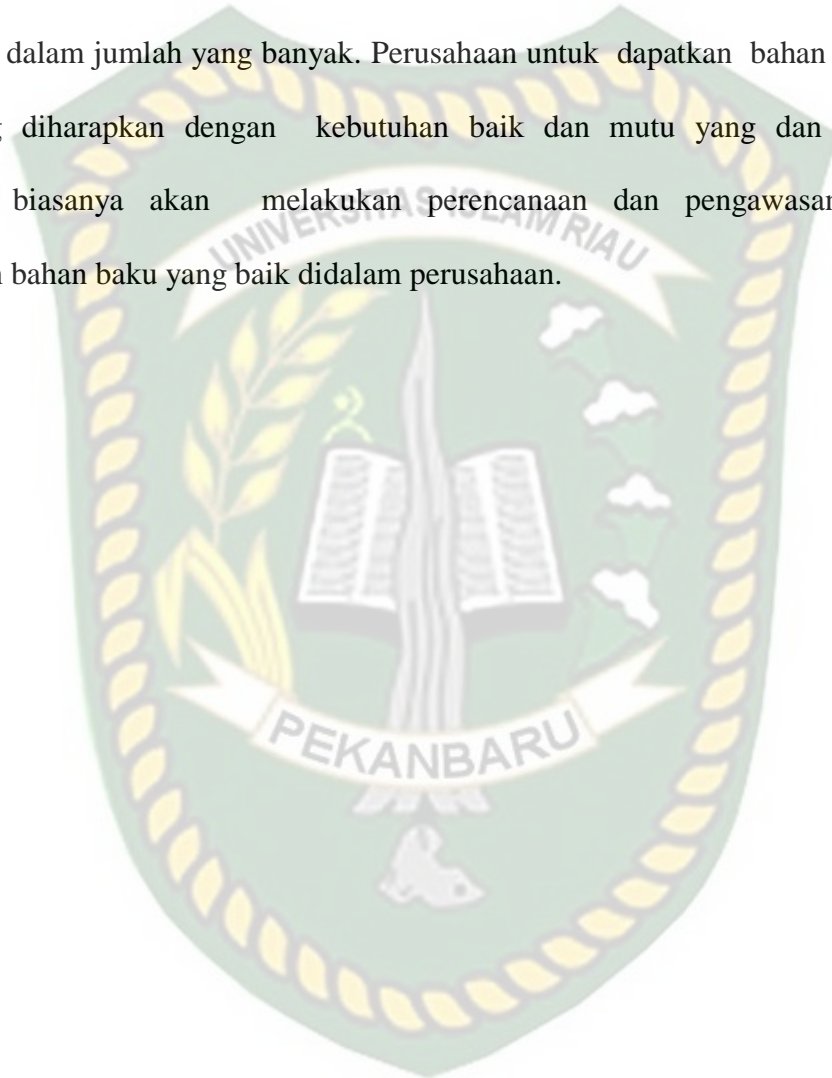 dalam jumlah yang banyak. Perusahaan untuk dapatkan bahan
diharapkan dengan kebutuhan baik dan mutu yang dan
biasanya akan melakukan perencanaan dan pengawasan
bahan baku yang baik didalam perusahaan.
UNIVERSITAS ISLAM RIAU
PEKANBARU